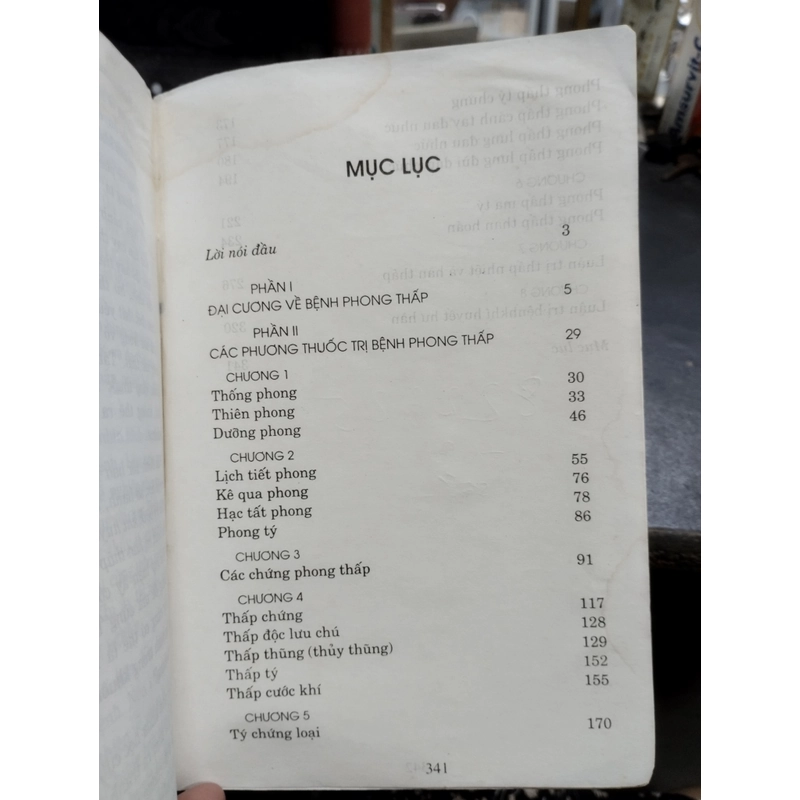 MỤC LỤC
Lời nói đầu 3
PHẦN I
ĐẠI CƯƠNG VỀ BỆNH PHONG THẤP 5
PHẦN II
CÁC PHƯƠNG THUỐC TRỊ BỆNH PHONG THẤP 29
CHƯƠNG 1
Thống phong 30
Thiên phong 33
Dưỡng phong 46
CHƯƠNG 2
Lịch tiết phong 55
Kê qua phong 76
Hạc tất phong 78
Phong tý 86
CHƯƠNG 3
Các chứng phong thấp 91
CHƯƠNG 4
Thấp chứng 117
Thấp độc lưu chú 128
Thấp thũng (thủy thũng) 129
Thấp tý 152
Thấp cước khí 155
CHƯƠNG 5
Tý chứng loại 170
341